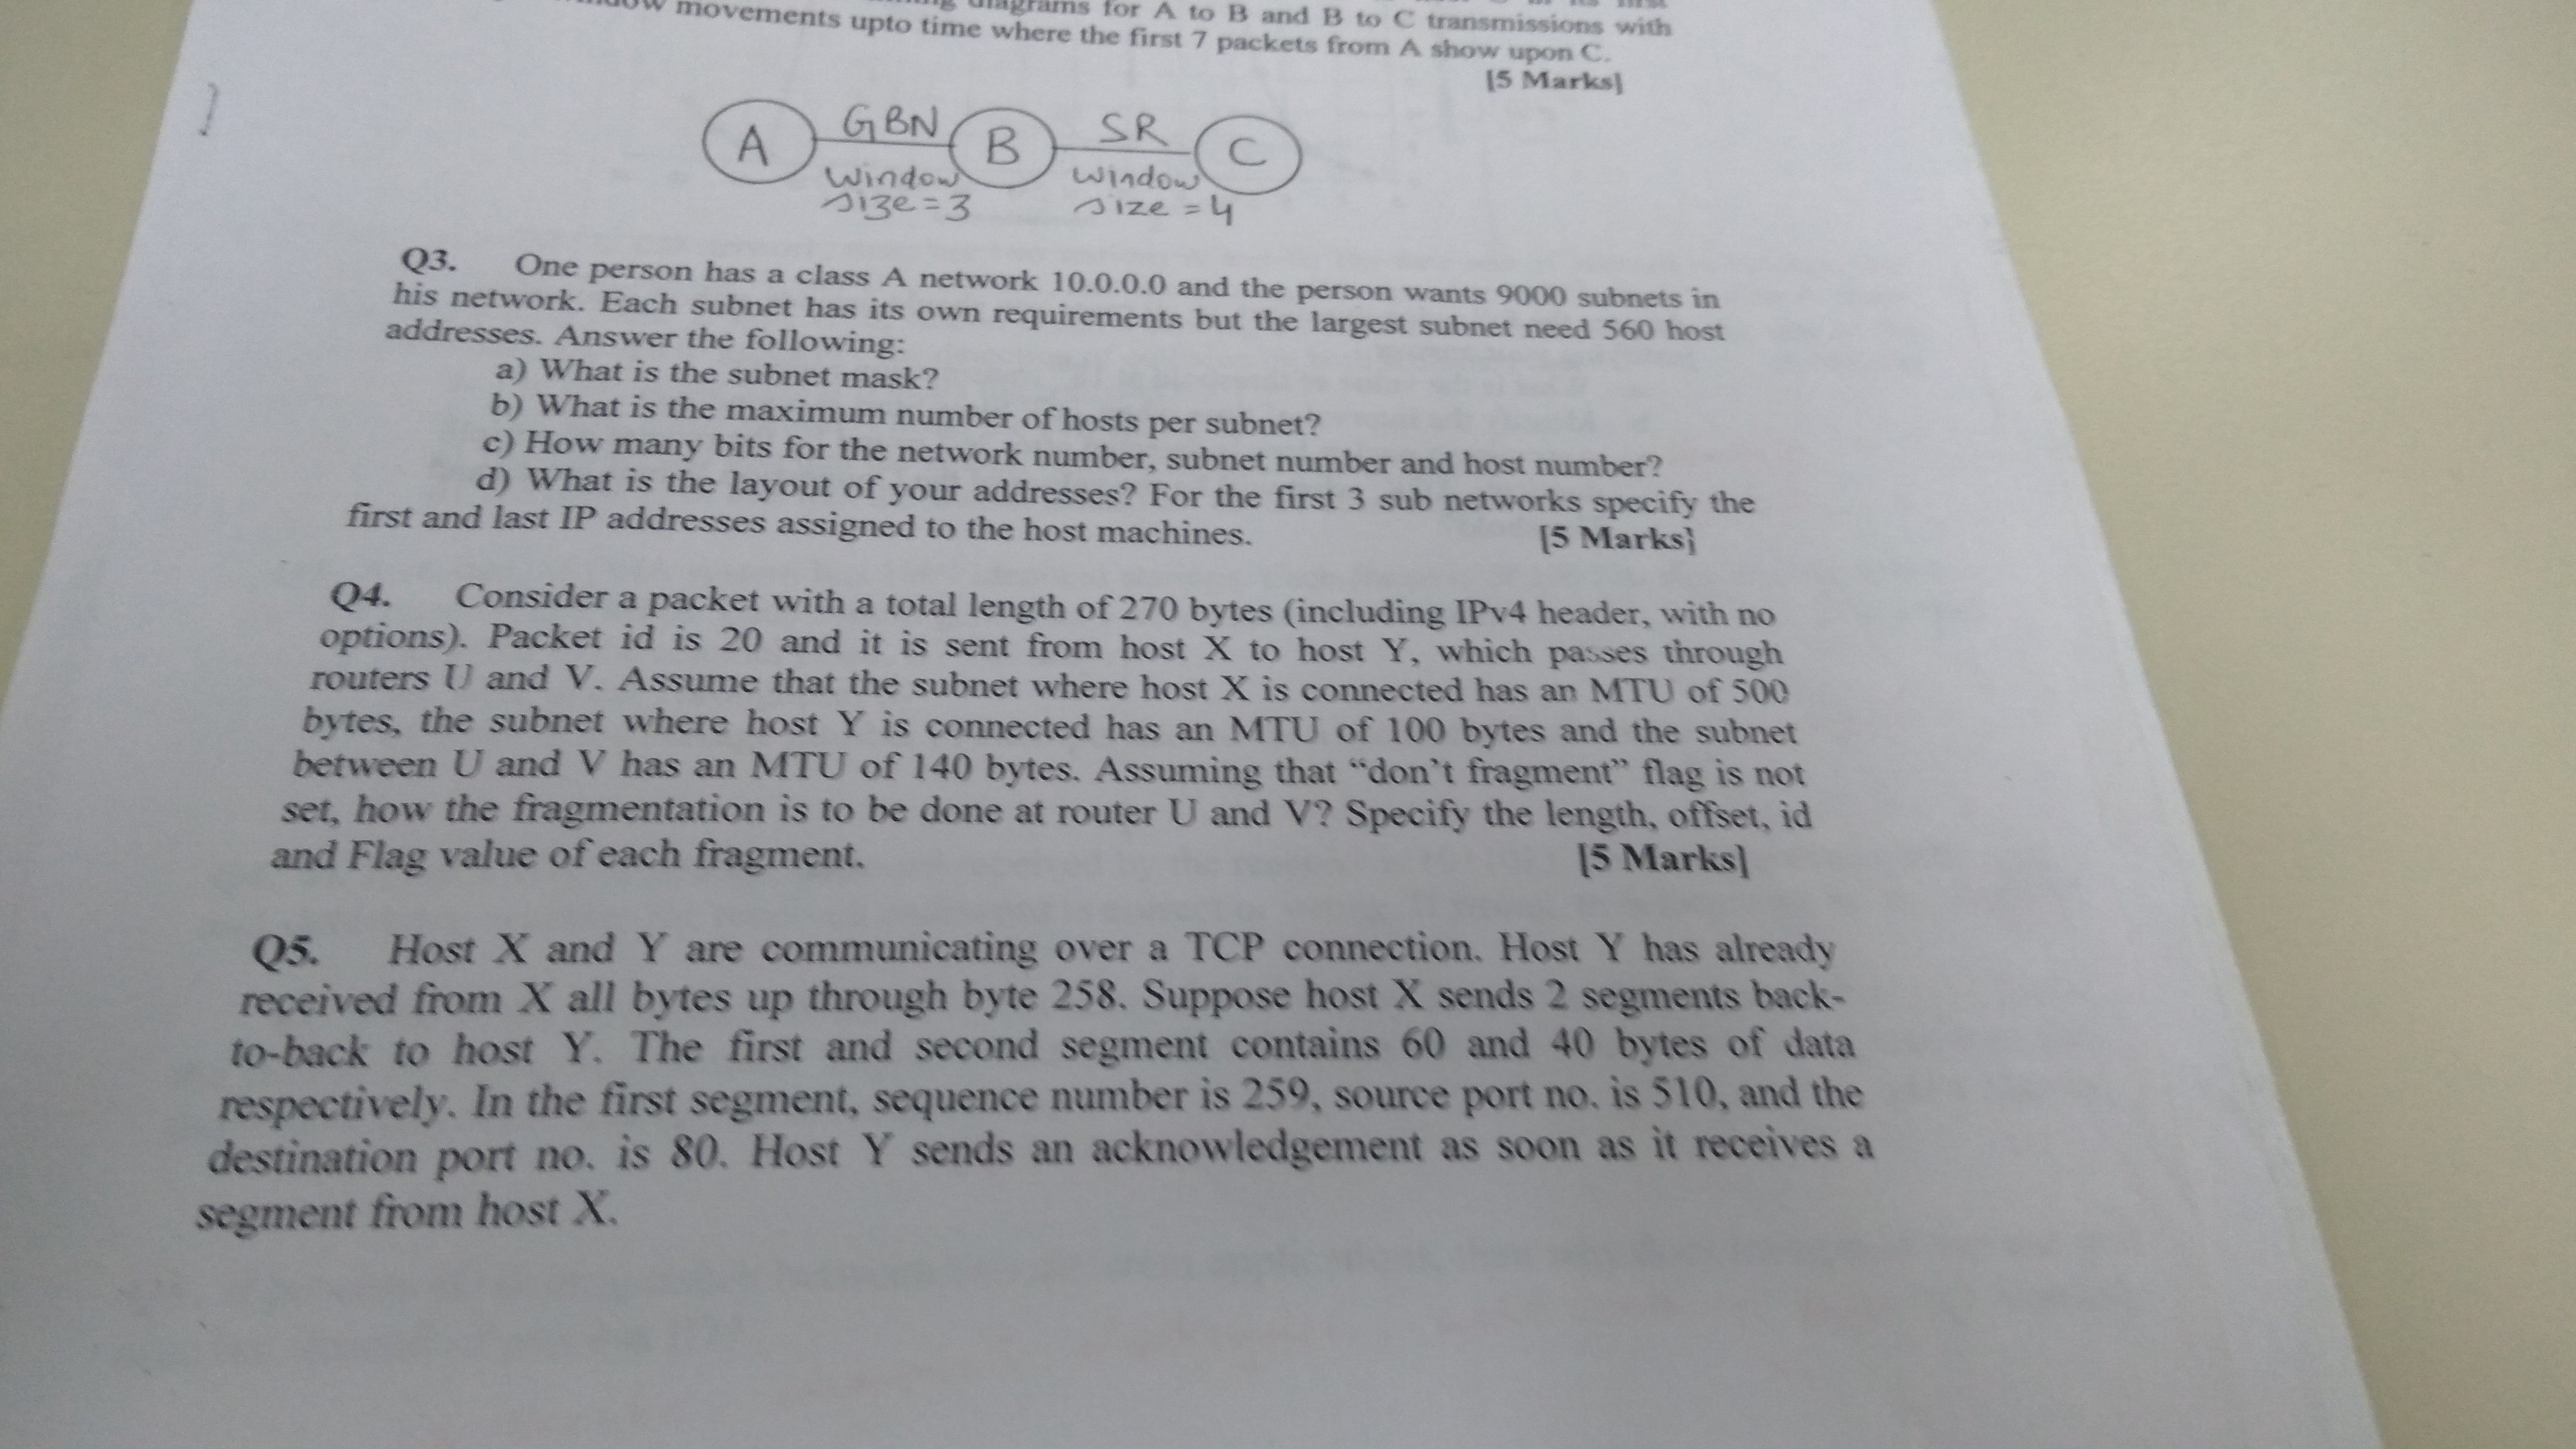 diagrams for A to B and B to C transmissions with
movements upto time where the first 7 packets from A show upon C.
[5 Marks]
A GBN B SR C
Window size=3 Window size=4
Q3. One person has a class A network 10.0.0.0 and the person wants 9000 subnets in
his network. Each subnet has its own requirements but the largest subnet need 560 host
addresses. Answer the following:
a) What is the subnet mask?
b) What is the maximum number of hosts per subnet?
c) How many bits for the network number, subnet number and host number?
d) What is the layout of your addresses? For the first 3 sub networks specify the
first and last IP addresses assigned to the host machines. [5 Marks]
Q4. Consider a packet with a total length of 270 bytes (including IPv4 header, with no
options). Packet id is 20 and it is sent from host X to host Y, which passes through
routers U and V. Assume that the subnet where host X is connected has an MTU of 500
bytes, the subnet where host Y is connected has an MTU of 100 bytes and the subnet
between U and V has an MTU of 140 bytes. Assuming that “don’t fragment” flag is not
set, how the fragmentation is to be done at router U and V? Specify the length, offset, id
and Flag value of each fragment. [5 Marks]
Q5. Host X and Y are communicating over a TCP connection. Host Y has already
received from X all bytes up through byte 258. Suppose host X sends 2 segments back-
to-back to host Y. The first and second segment contains 60 and 40 bytes of data
respectively. In the first segment, sequence number is 259, source port no. is 510, and the
destination port no. is 80. Host Y sends an acknowledgement as soon as it receives a
segment from host X.